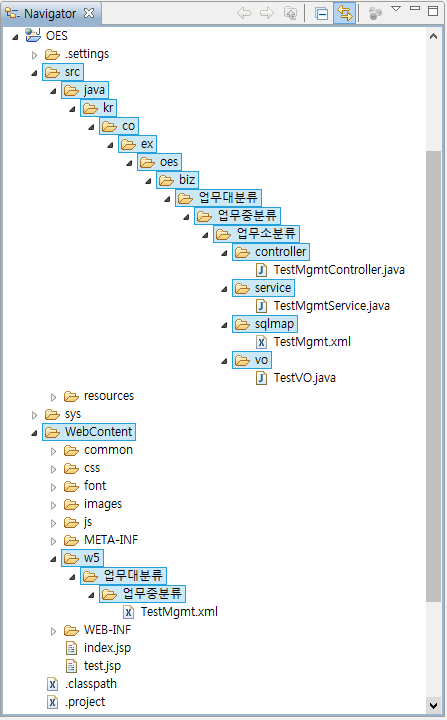 Navigator
OES
.settings
src
java
kr
co
ex
oes
biz
업무대분류
업무중분류
업무소분류
controller
TestMgmtController.java
service
TestMgmtService.java
sqlmap
TestMgmt.xml
vo
TestVO.java
resources
sys
WebContent
common
css
font
images
js
META-INF
w5
업무대분류
업무중분류
TestMgmt.xml
WEB-INF
index.jsp
test.jsp
.classpath
.project